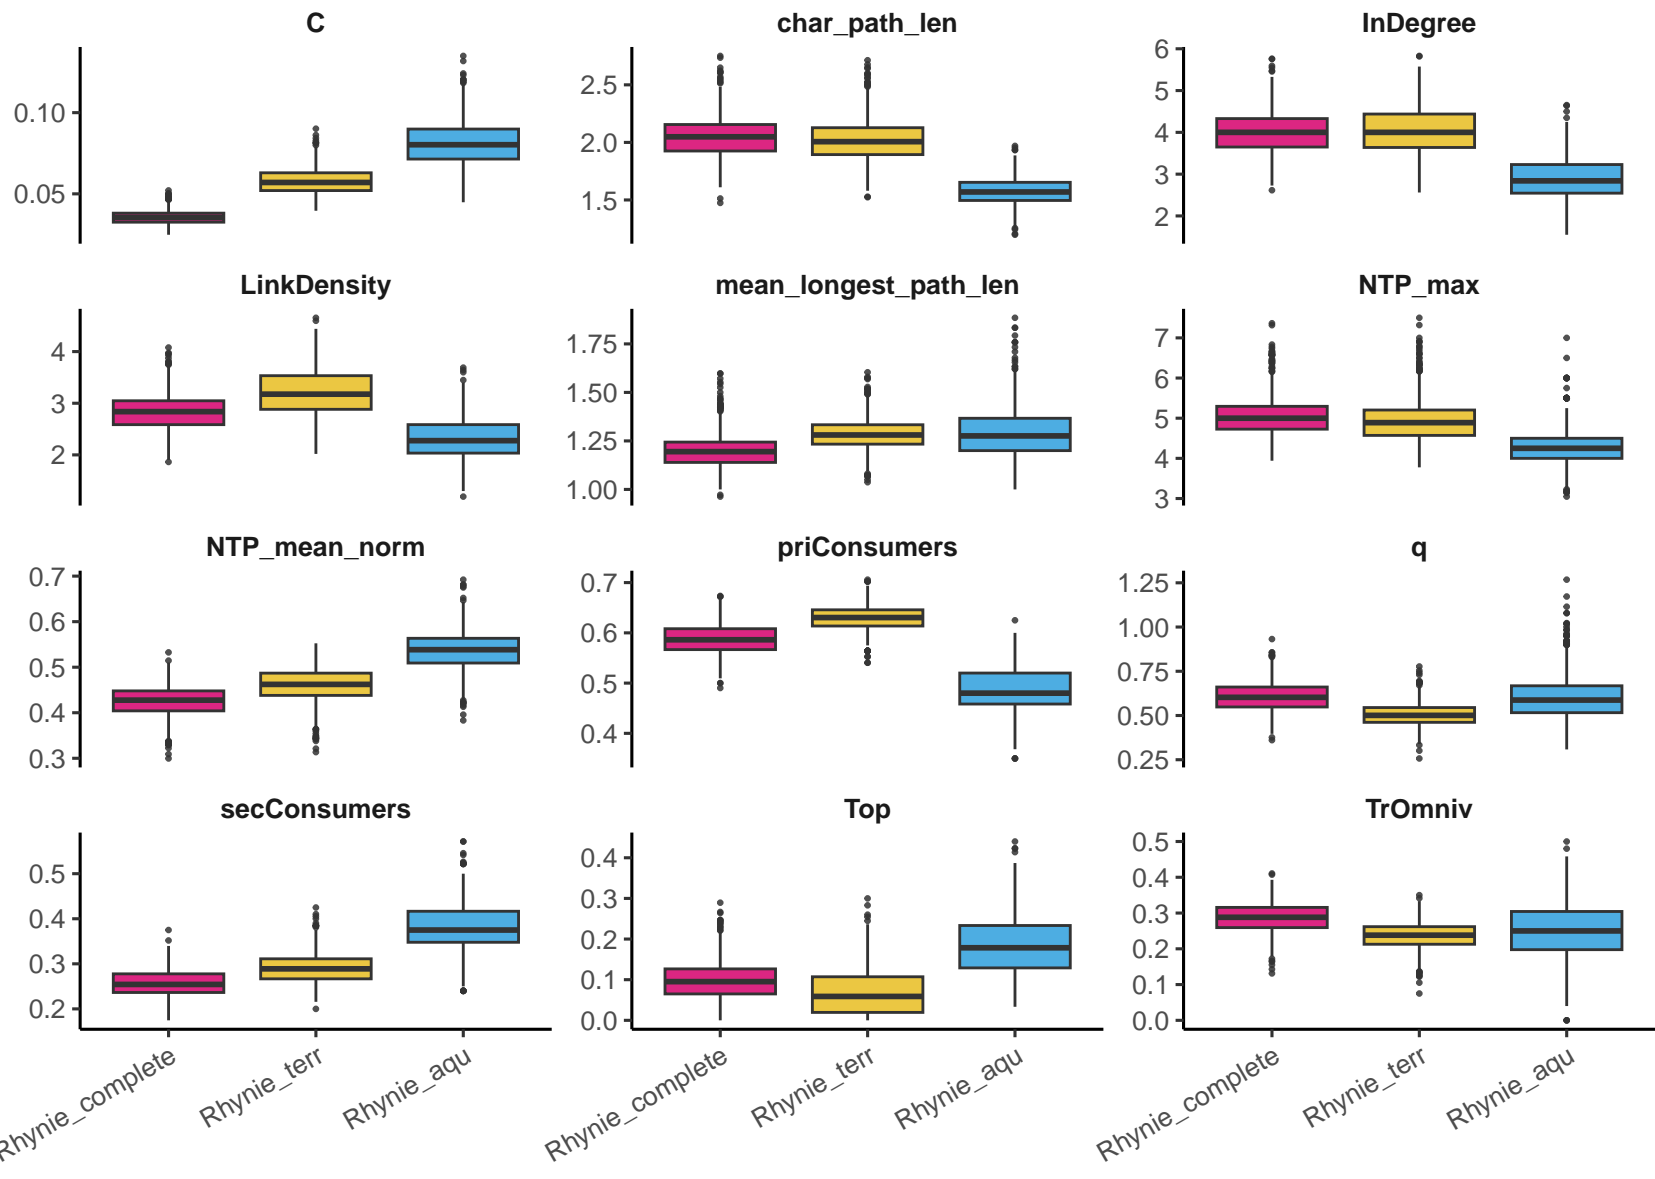 C
char_path_len
InDegree
0.10
0.05
2.5
2.0
1.5
6
5
4
3
2
LinkDensity
mean_longest_path_len
NTP_max
4
3
2
1.75
1.50
1.25
1.00
7
6
5
4
3
NTP_mean_norm
priConsumers
q
0.7
0.6
0.5
0.4
0.3
0.7
0.6
0.5
0.4
1.25
1.00
0.75
0.50
0.25
secConsumers
Top
TrOmniv
0.5
0.4
0.3
0.2
0.4
0.3
0.2
0.1
0.0
0.5
0.4
0.3
0.2
0.1
0.0
Rhynie_complete
Rhynie_terr
Rhynie_aqu
Rhynie_complete
Rhynie_terr
Rhynie_aqu
Rhynie_complete
Rhynie_terr
Rhynie_aqu